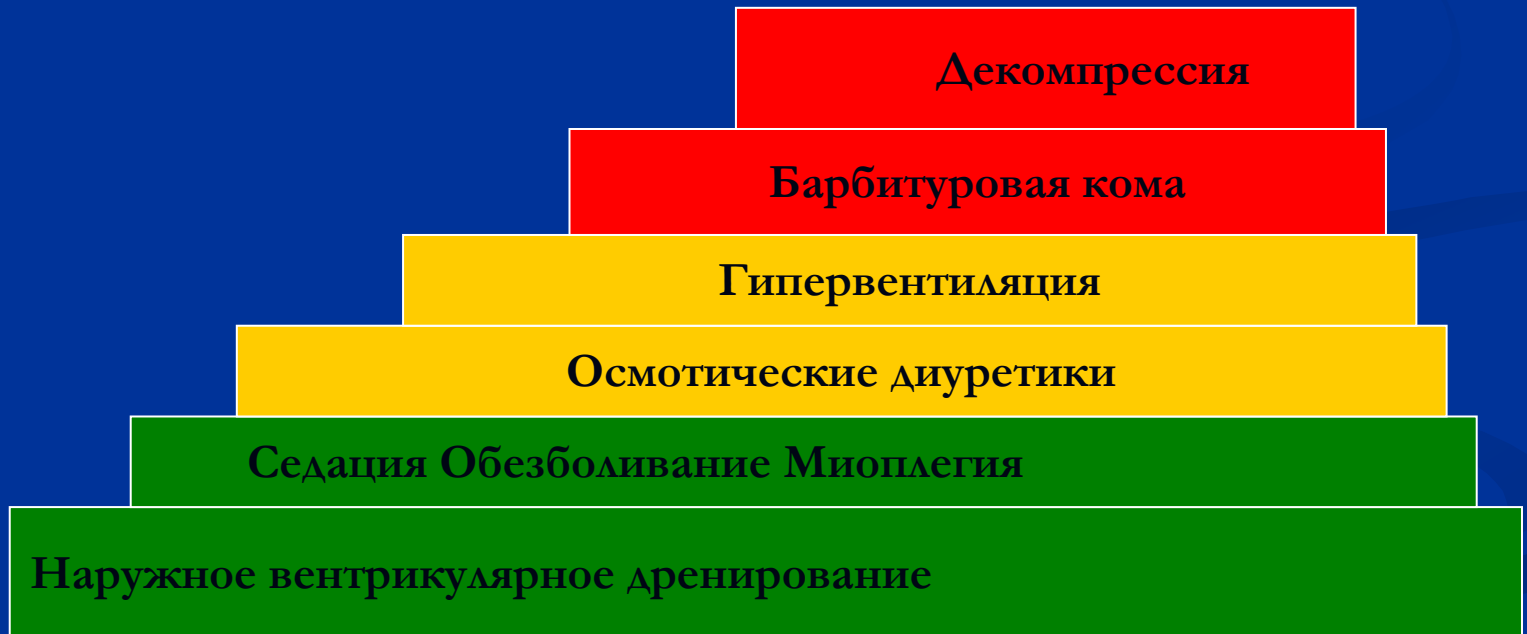 Декомпрессия
Барбитуровая кома
Гипервентиляция
Осмотические диуретики
Седация Обезболивание Миоплегия
Наружное вентрикулярное дренирование